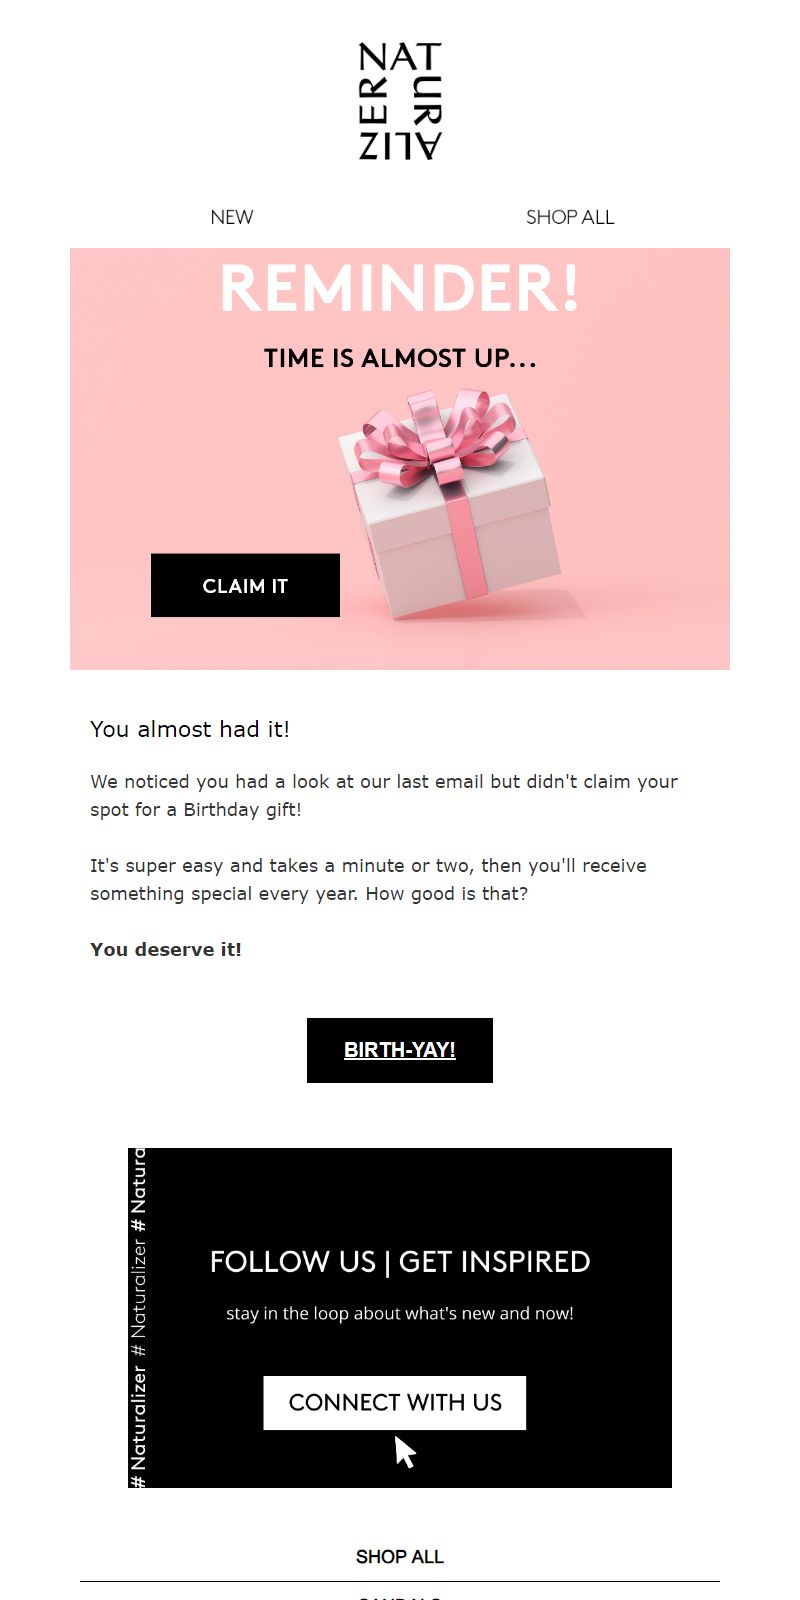 NATURALIZER
NEW
SHOP ALL
REMINDER!
TIME IS ALMOST UP...
CLAIM IT
You almost had it!
We noticed you had a look at our last email but didn't claim your
spot for a Birthday gift!
It's super easy and takes a minute or two, then you'll receive
something special every year. How good is that?
You deserve it!
BIRTH-YAY!
# Naturalizer # Naturalizer # Natura
FOLLOW US | GET INSPIRED
stay in the loop about what's new and now!
CONNECT WITH US
SHOP ALL